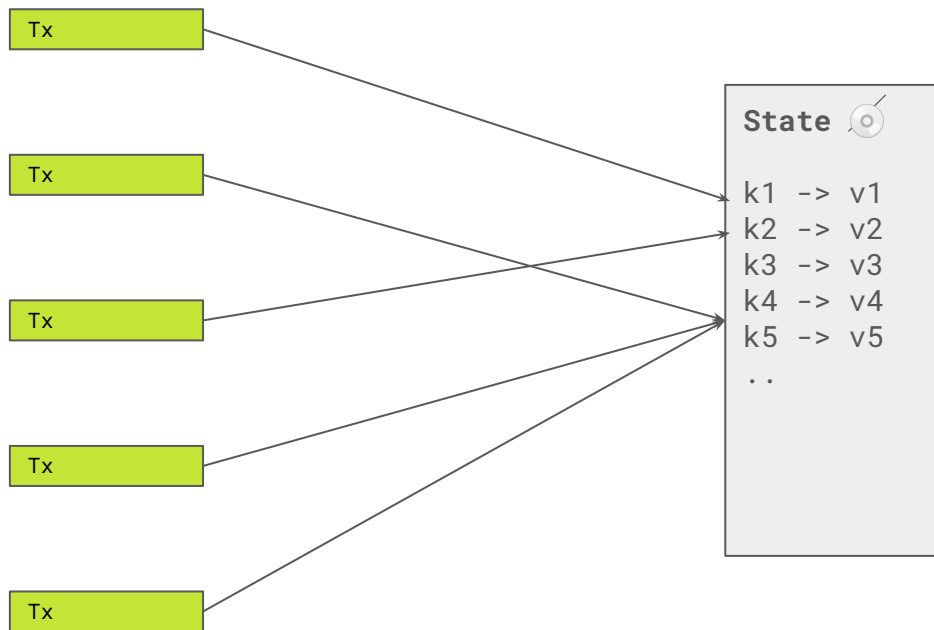 Tx
Tx
Tx
Tx
Tx
State
k1 -> v1
k2 -> v2
k3 -> v3
k4 -> v4
k5 -> v5
..